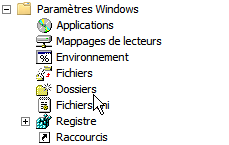 Paramètres Windows
Applications
Mappages de lecteurs
Environnement
Fichiers
Dossiers
Fichiers ini
Registre
Raccourcis